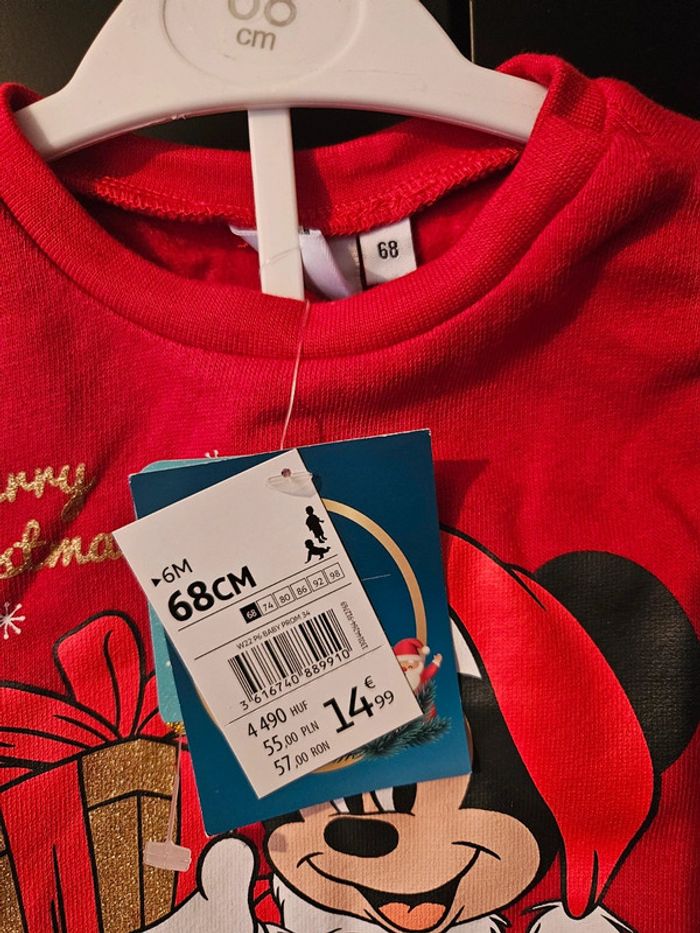 68
cm
68
6M
68CM
68 74 80 86 92 98
W22 P6 BABY PROM 34
3 616740 889910
4 490 HUF
55,00 PLN
57,00 RON
14€99